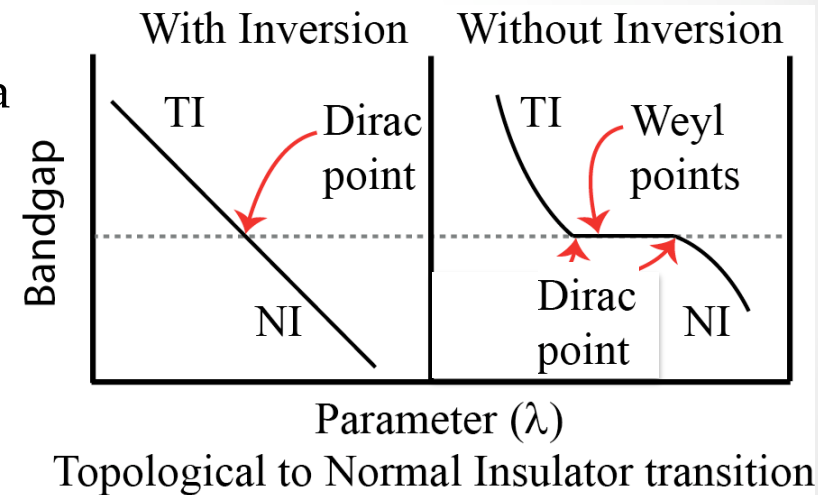 With Inversion
Without Inversion
a
TI
Dirac
point
NI
TI
Weyl
points
Dirac
point
NI
Bandgap
Parameter (λ)
Topological to Normal Insulator transition